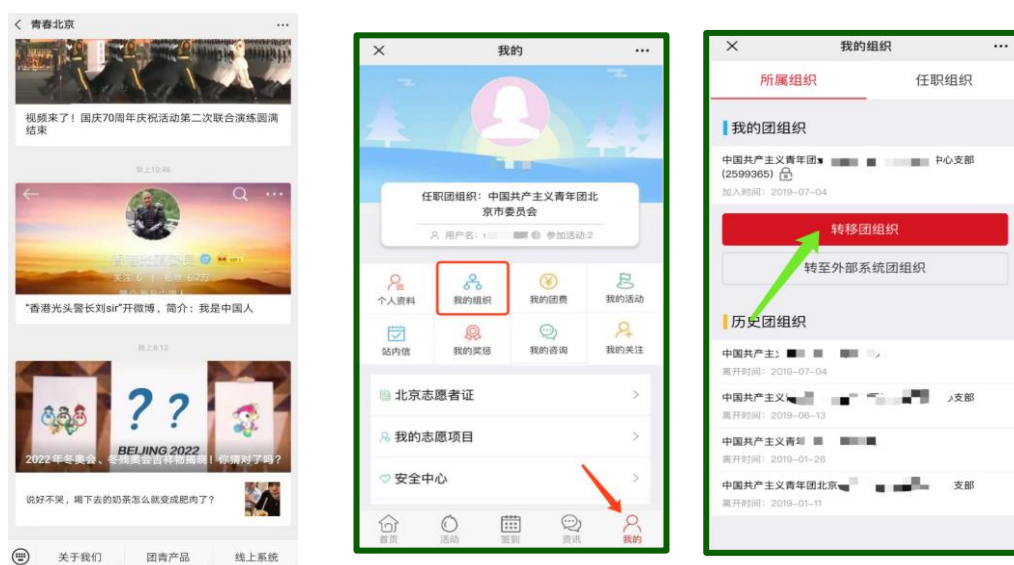 青春北京
视频来了！国庆70周年庆祝活动第二次联合演练圆满
结束
早上10:46
"香港光头警长刘sir"开微博，简介：我是中国人
晚上8:12
??
BEIJING 2022
2022年冬奥会、冬残奥会吉祥物揭晓！你猜对了吗？
说好不哭，喝下去的奶茶怎么就变成肥肉了？
关于我们 团青产品 线上系统
我的
任职团组织：中国共产主义青年团北
京市委员会
用户名： 参加活动:2
个人资料 我的组织 我的团费 我的活动
站内信 我的奖惩 我的咨询 我的关注
北京志愿者证
我的志愿项目
安全中心
首页 活动 签到 资讯 我的
我的组织
所属组织 任职组织
我的团组织
中国共产主义青年团 中心支部
(2599365)
加入时间：2019-07-04
转移团组织
转至外部系统团组织
历史团组织
中国共产主
离开时间：2019-07-04
中国共产主义 支部
离开时间：2019-06-13
中国共产主义青年
离开时间：2019-01-26
中国共产主义青年团北京 支部
离开时间：2019-01-11